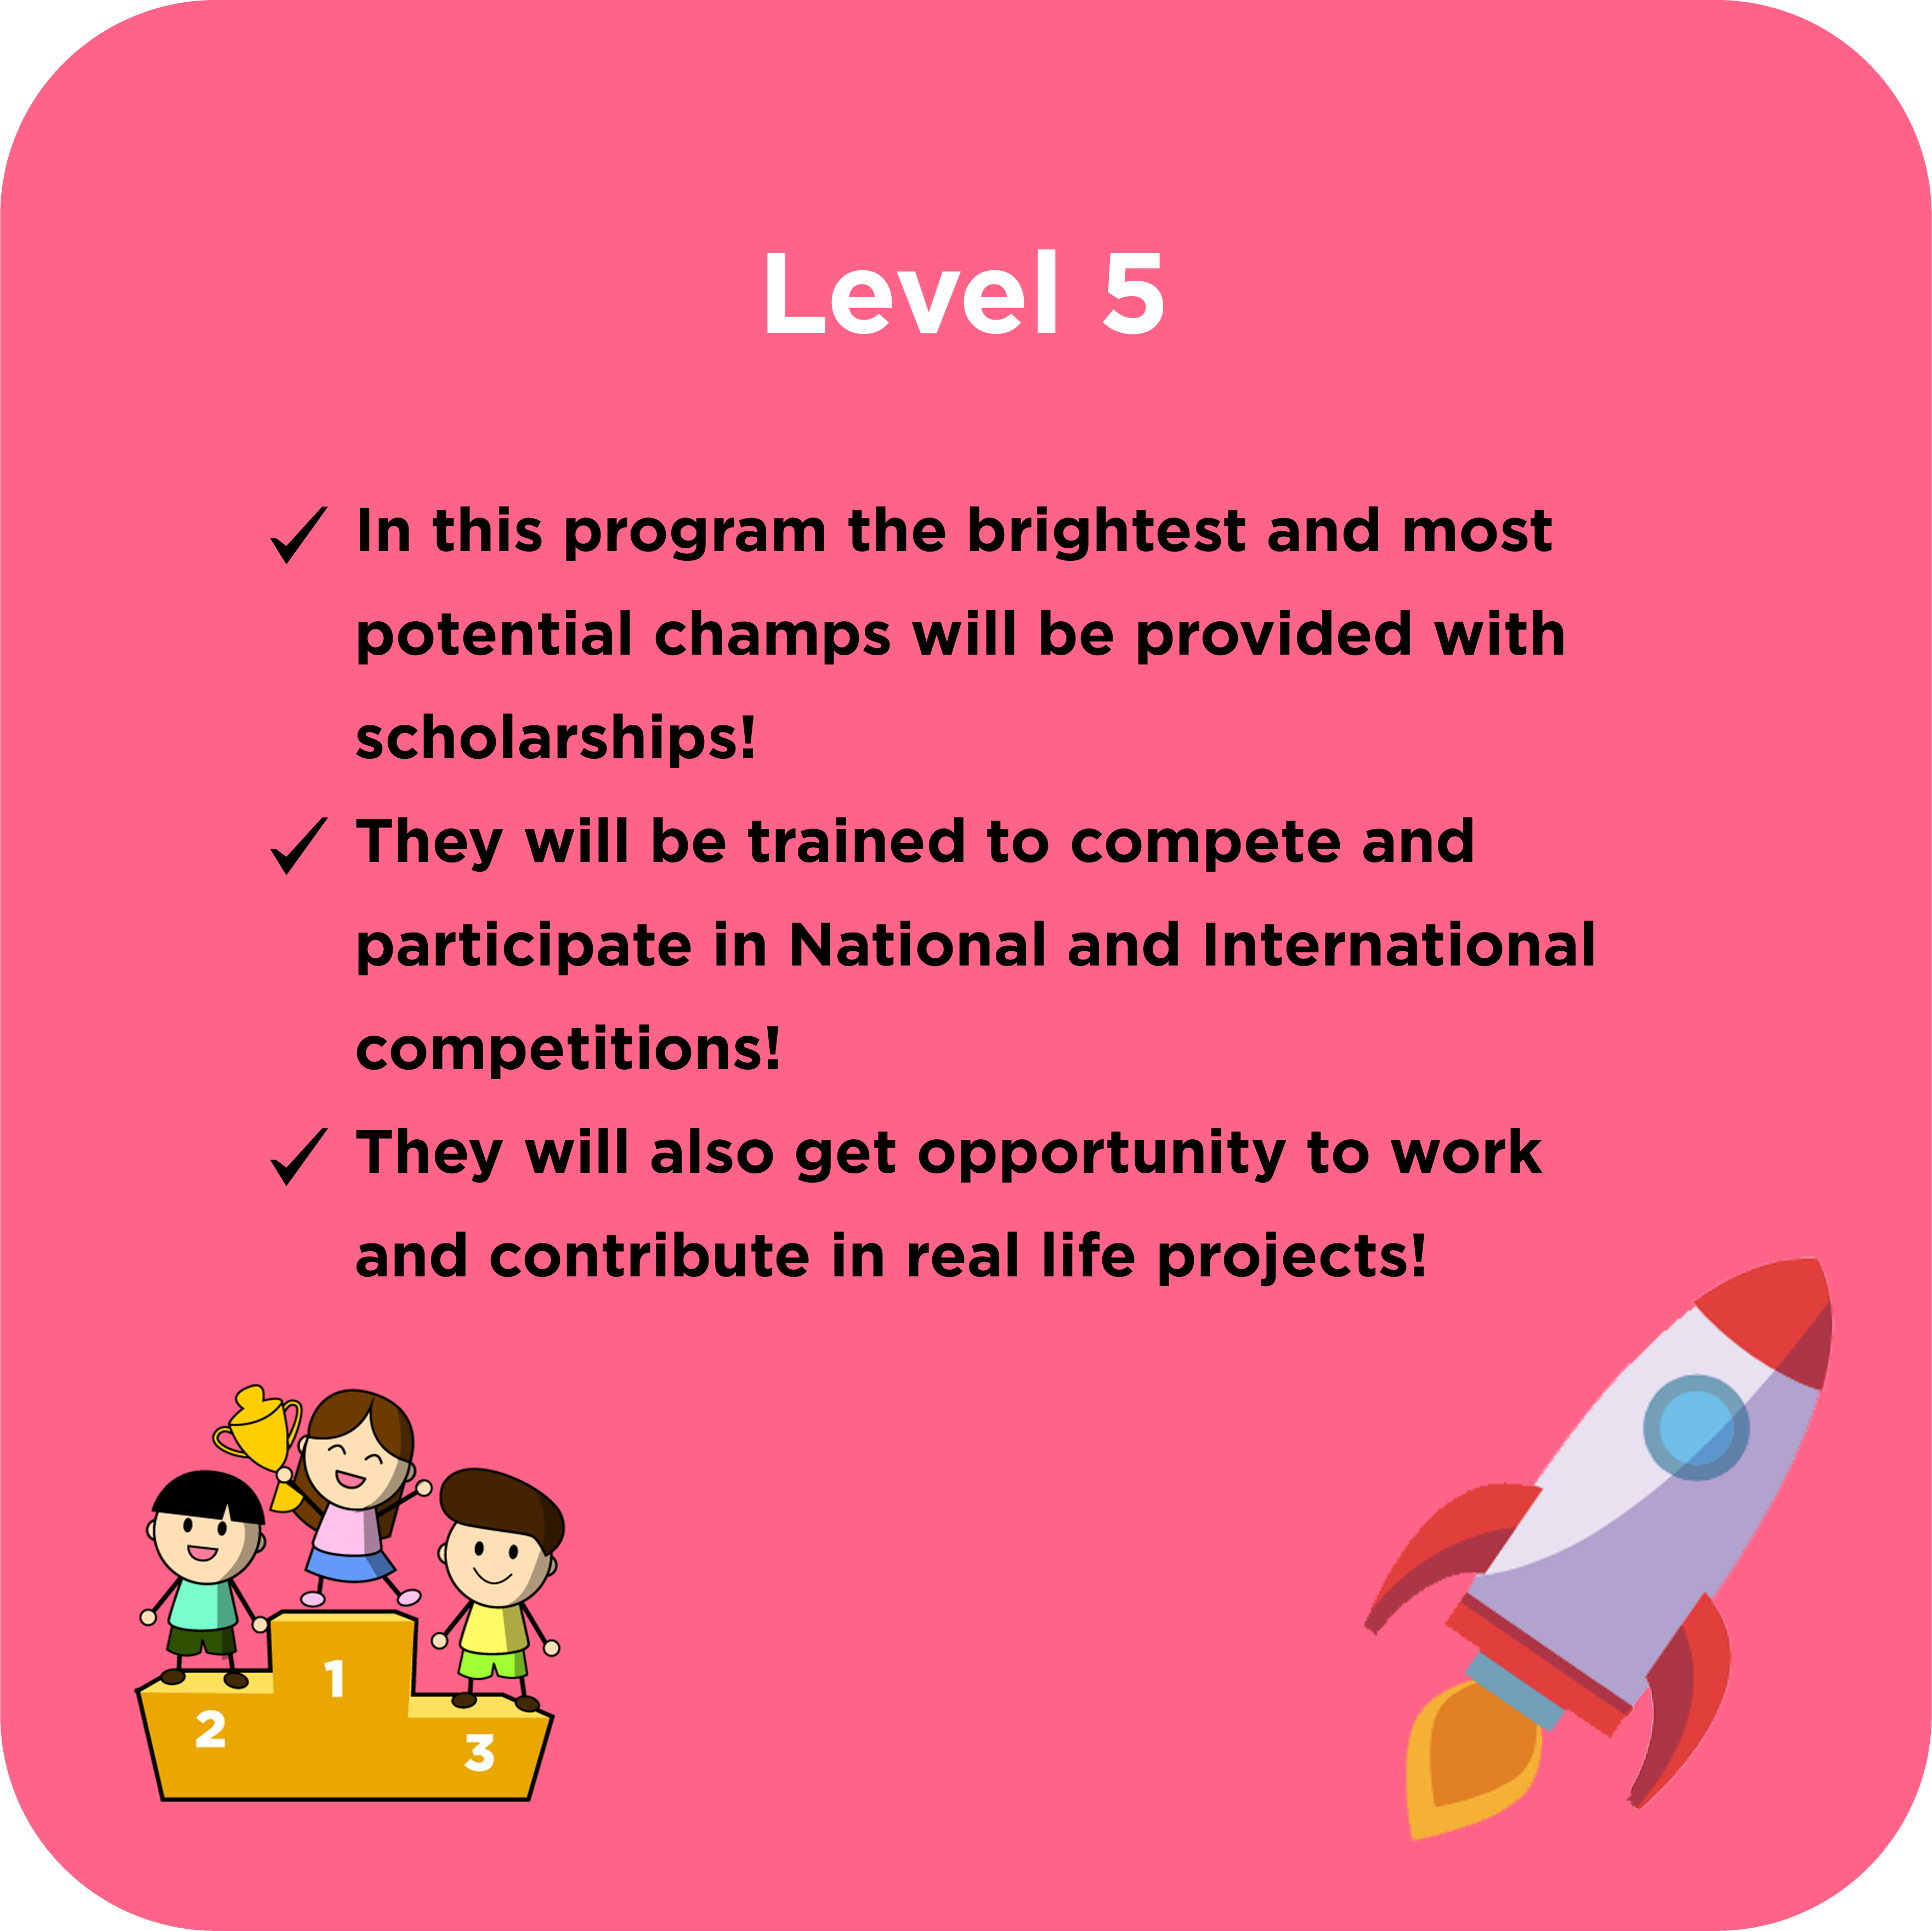 Level 5
In this program the brightest and most
potential champs will be provided with
scholarships!
They will be trained to compete and
participate in National and International
competitions!
They will also get opportunity to work
and contribute in real life projects!
1
2
3